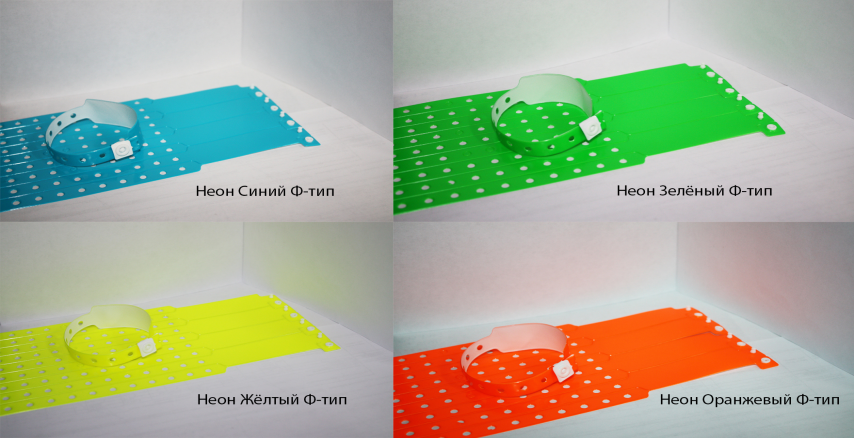 Неон Синий Ф-тип
Неон Зелёный Ф-тип
Неон Жёлтый Ф-тип
Неон Оранжевый Ф-тип